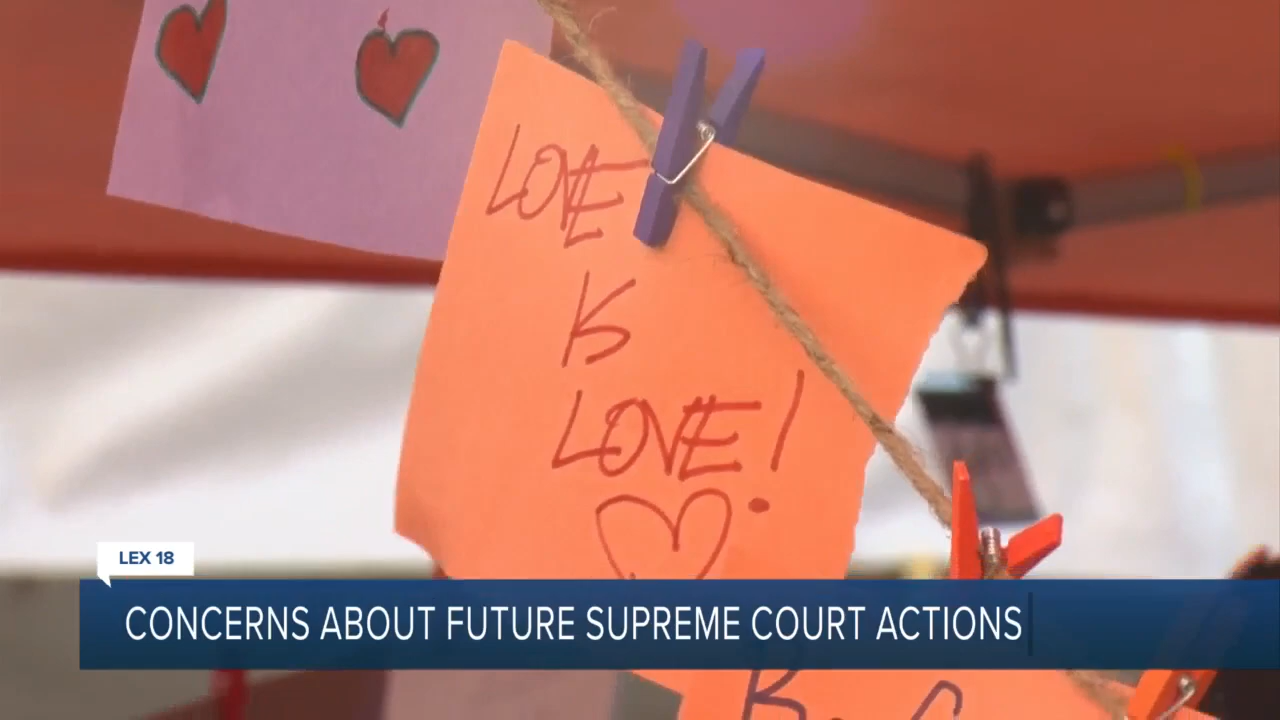 LOVE
IS
LOVE!
LEX 18
CONCERNS ABOUT FUTURE SUPREME COURT ACTIONS